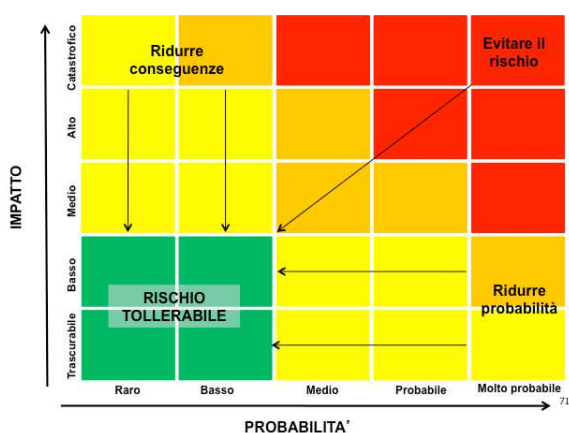 Catastrofico
Ridurre
conseguenze
Evitare il
rischio
Alto
IMPATTO
Medio
Basso
RISCHIO
TOLLERABILE
Ridurre
probabilità
Trascurabile
Raro
Basso
Medio
Probabile
Molto probabile
71
PROBABILITA’